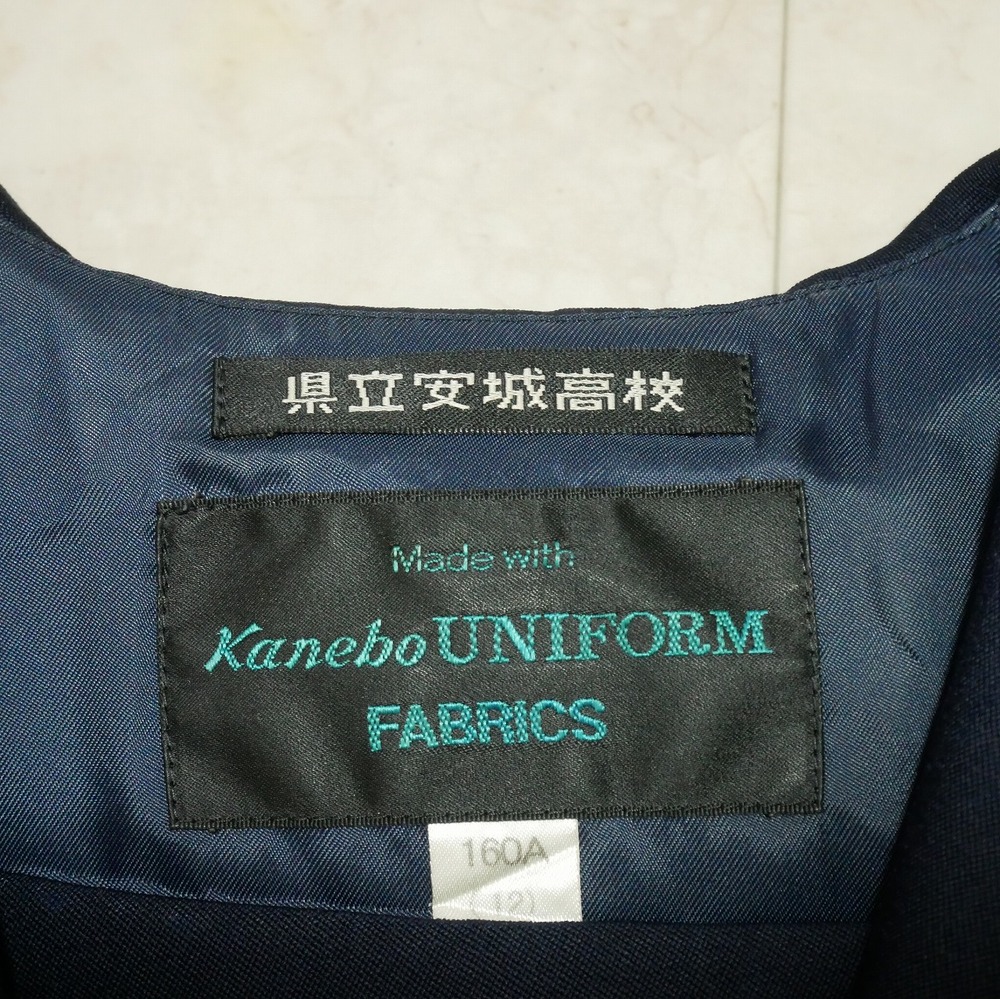 県立安城高校
Made with
Kanebo UNIFORM
FABRICS
160A
( 12)